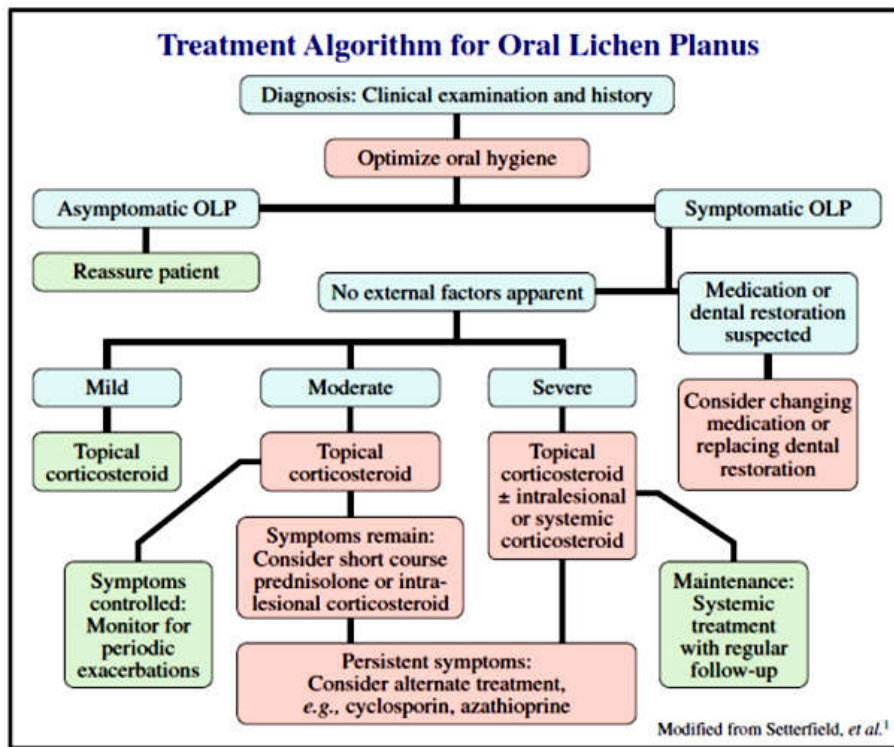 Treatment Algorithm for Oral Lichen Planus
Diagnosis: Clinical examination and history
Optimize oral hygiene
Asymptomatic OLP
Symptomatic OLP
Reassure patient
No external factors apparent
Medication or
dental restoration
suspected
Mild
Moderate
Severe
Consider changing
medication or
replacing dental
restoration
Topical
corticosteroid
Topical
corticosteroid
Topical
corticosteroid
± intralesional
or systemic
corticosteroid
Symptoms remain:
Consider short course
prednisolone or intra-
lesional corticosteroid
Symptoms
controlled:
Monitor for
periodic
exacerbations
Maintenance:
Systemic
treatment
with regular
follow-up
Persistent symptoms:
Consider alternate treatment,
e.g., cyclosporin, azathioprine
Modified from Setterfield, et al.¹